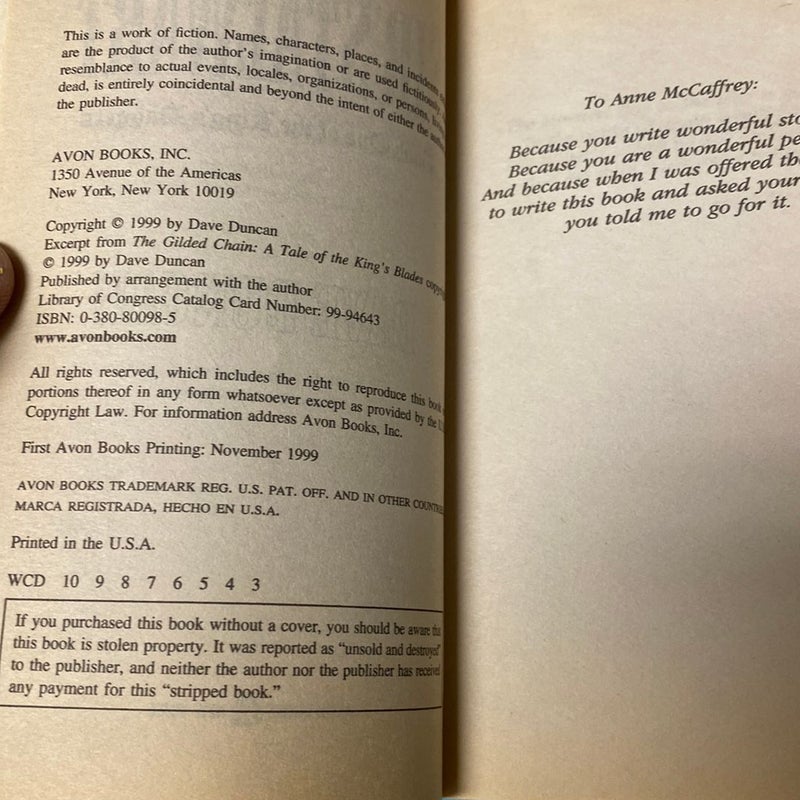 This is a work of fiction. Names, characters, places, and incidents
are the product of the author's imagination or are used fictitiously
resemblance to actual events, locales, organizations, or persons,
dead, is entirely coincidental and beyond the intent of either the
the publisher.
AVON BOOKS, INC.
1350 Avenue of the Americas
New York, New York 10019
Copyright © 1999 by Dave Duncan
Excerpt from The Gilded Chain: A Tale of the King's Blades
© 1999 by Dave Duncan
Published by arrangement with the author
Library of Congress Catalog Card Number: 99-94643
ISBN: 0-380-80098-5
www.avonbooks.com
All rights reserved, which includes the right to reproduce this book
portions thereof in any form whatsoever except as provided by the
Copyright Law. For information address Avon Books, Inc.
First Avon Books Printing: November 1999
AVON BOOKS TRADEMARK REG. U.S. PAT. OFF. AND IN OTHER
MARCA REGISTRADA, HECHO EN U.S.A.
Printed in the U.S.A.
WCD 10 9 8 7 6 5 4 3
If you purchased this book without a cover, you should be aware
this book is stolen property. It was reported as "unsold and destroyed"
to the publisher, and neither the author nor the publisher has received
any payment for this "stripped book."
To Anne McCaffrey:
Because you write wonderful
Because you are a wonderful
And because when I was offered
to write this book and asked your
you told me to go for it.